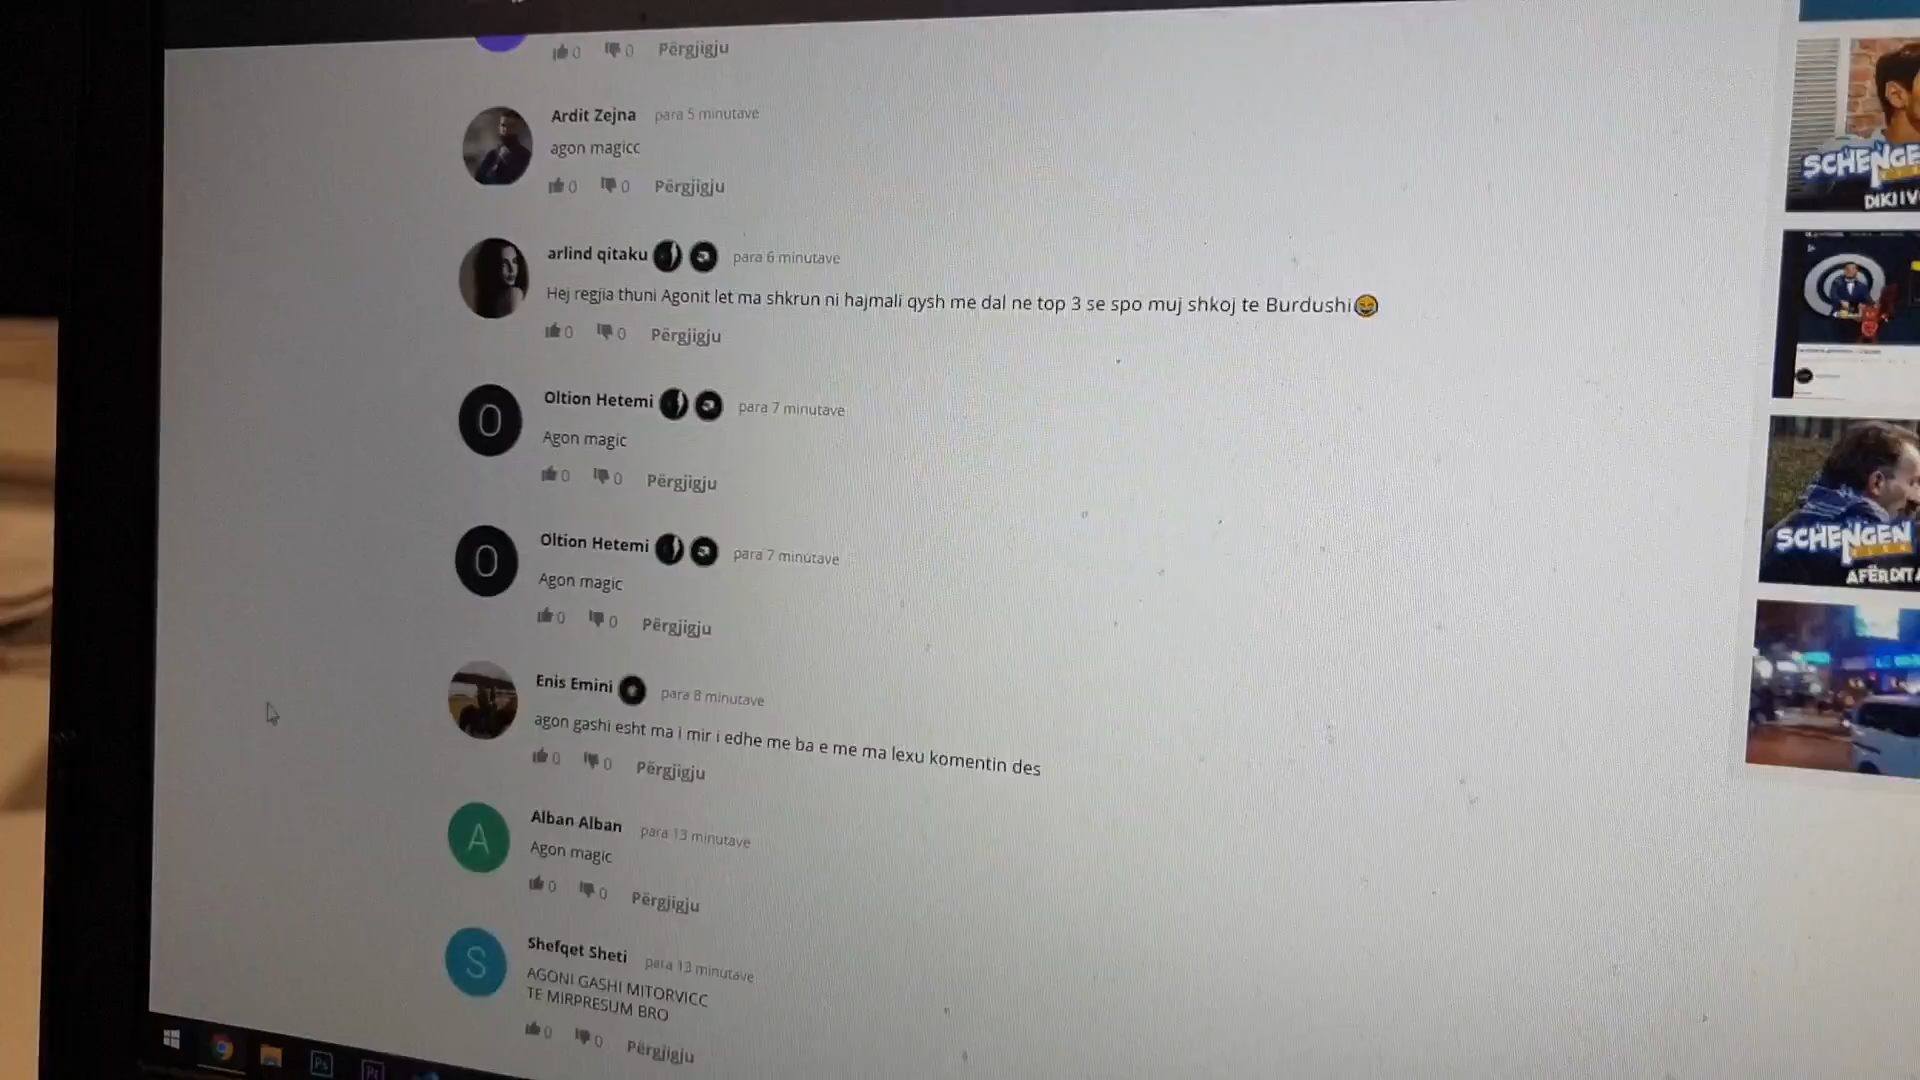 0 0 Përgjigju
Ardit Zejna para 5 minutave
agon magicc
0 0 Përgjigju
arlind qitaku para 6 minutave
Hej regjia thuni Agonit let ma shkrun ni hajmali qysh me dal ne top 3 se spo muj shkoj te Burdushi😅
0 0 Përgjigju
O
Oltion Hetemi para 7 minutave
Agon magic
0 0 Përgjigju
O
Oltion Hetemi para 7 minutave
Agon magic
0 0 Përgjigju
Enis Emini para 8 minutave
agon gashi esht ma i mir i edhe me ba e me ma lexu komentin des
0 0 Përgjigju
A
Alban Alban para 13 minutave
Agon magic
0 0 Përgjigju
S
Shefqet Sheti para 13 minutave
AGONI GASHI MITORVICC
TE MIRPRESUM BRO
0 0 Përgjigju
Ps
Pr
SCHENGE
DIKJIV
SCHENGEN
AFËRDITA